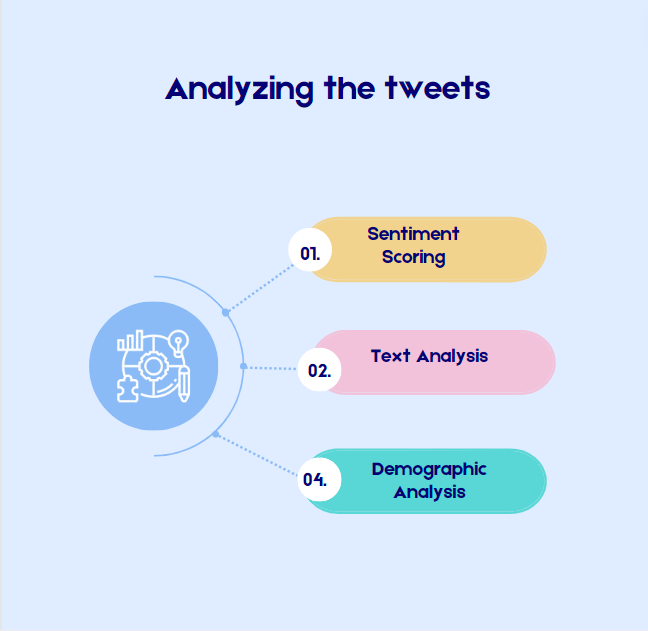 Analyzing the tweets
01.
Sentiment
Scoring
02.
Text Analysis
04.
Demographic
Analysis